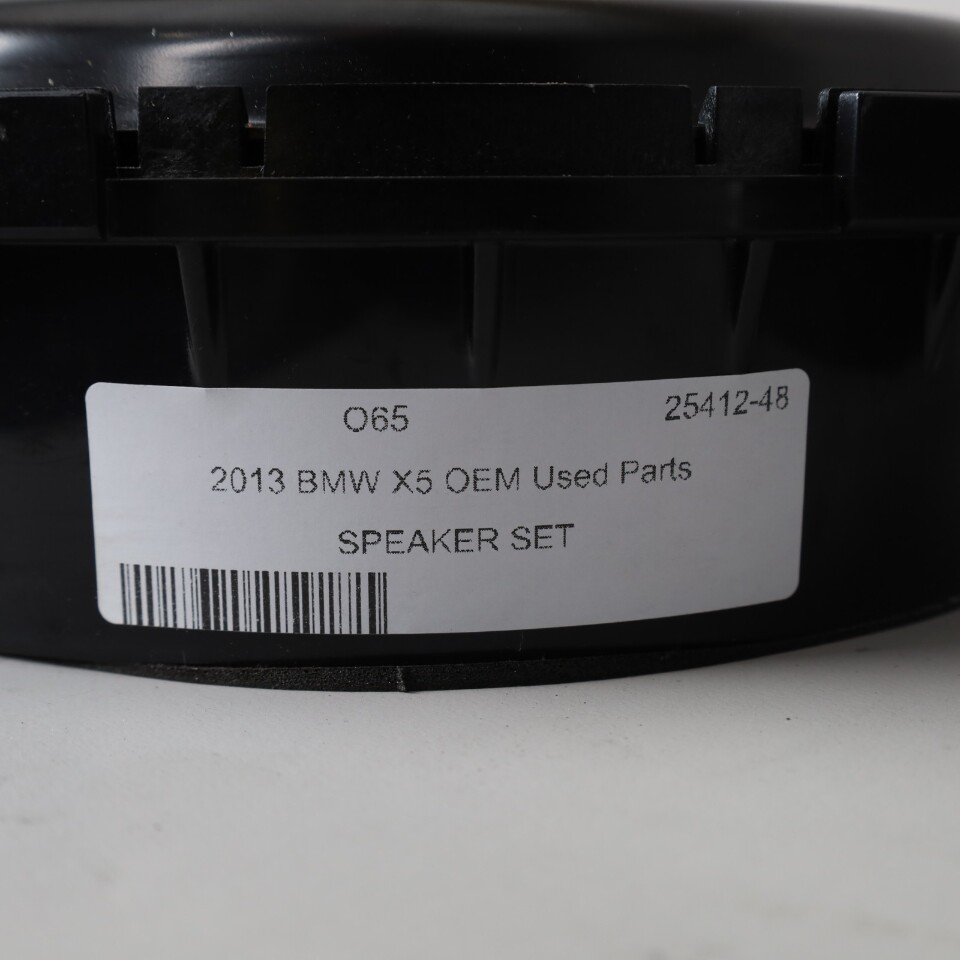 O65 25412-48
2013 BMW X5 OEM Used Parts
SPEAKER SET